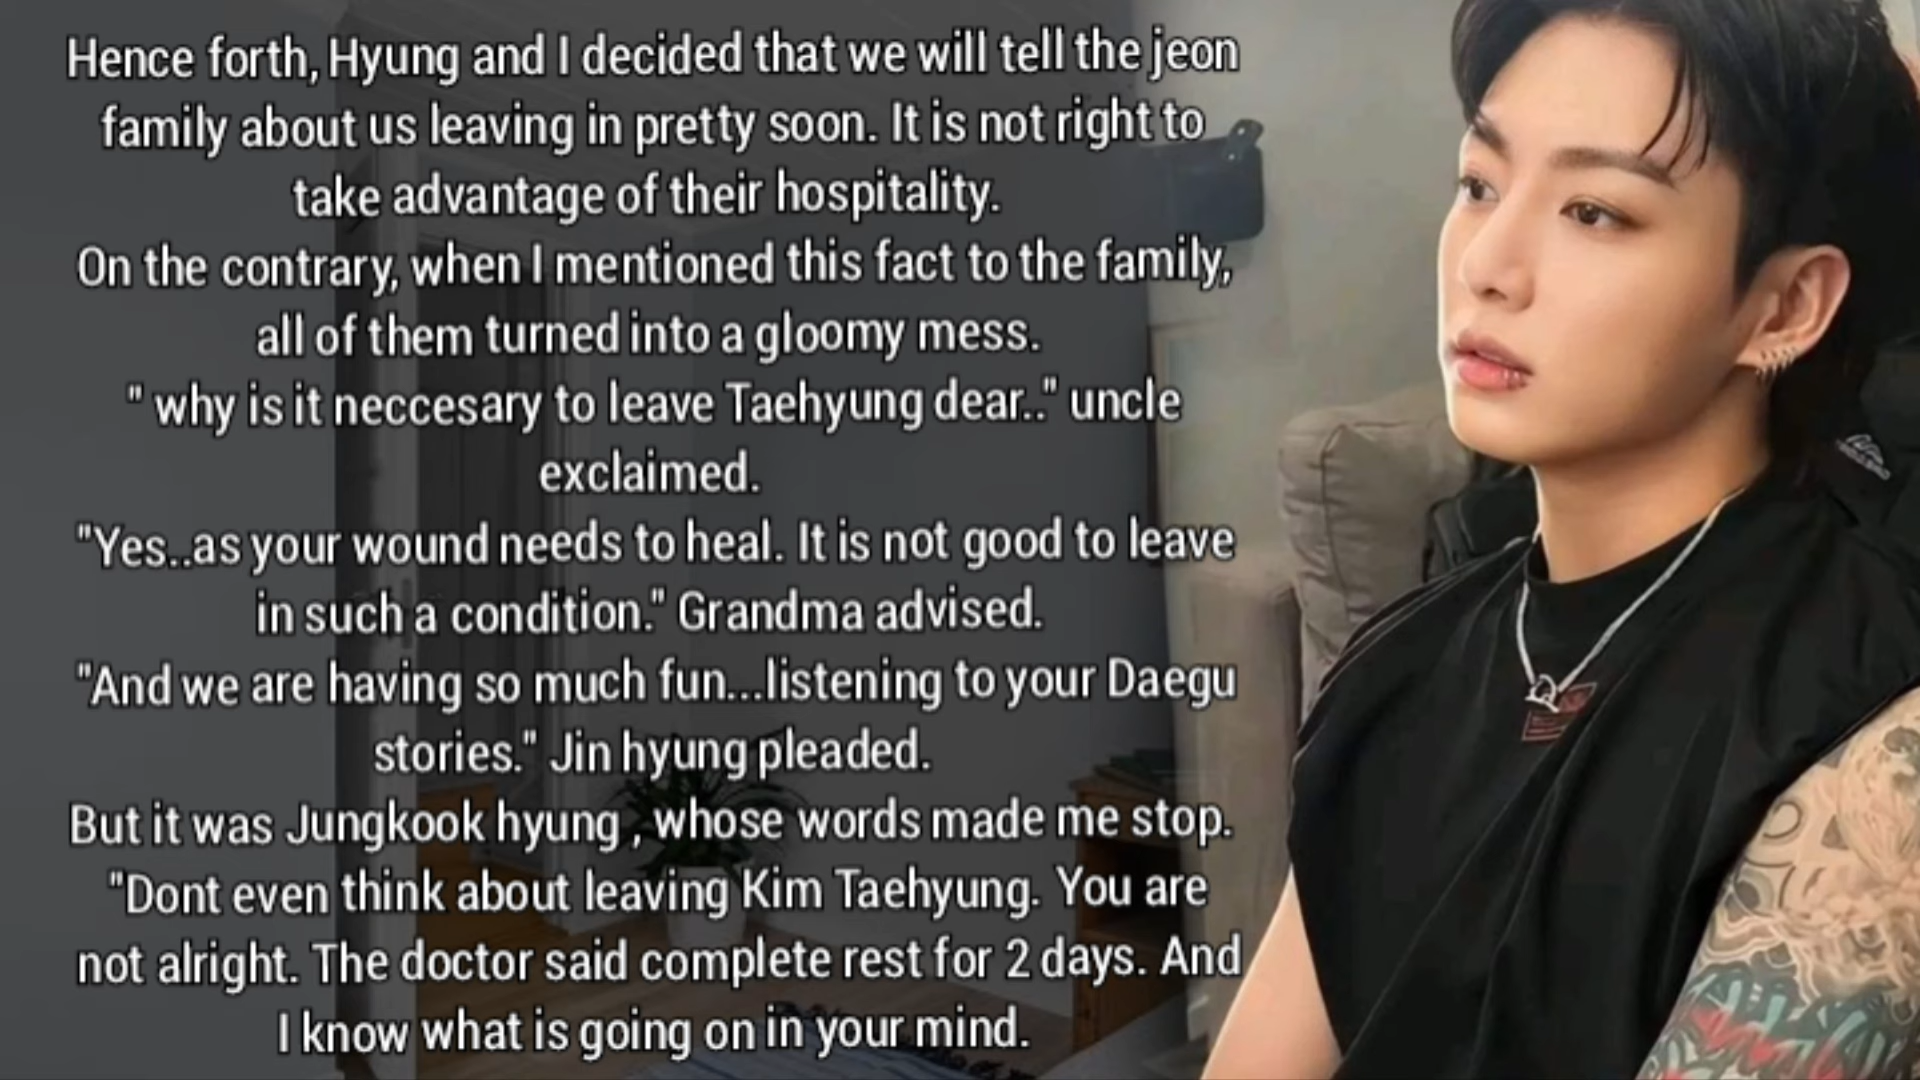 Hence forth, Hyung and I decided that we will tell the jeon
family about us leaving in pretty soon. It is not right to
take advantage of their hospitality.
On the contrary, when I mentioned this fact to the family,
all of them turned into a gloomy mess.
" why is it neccesary to leave Taehyung dear.." uncle
exclaimed.
"Yes..as your wound needs to heal. It is not good to leave
in such a condition." Grandma advised.
"And we are having so much fun...listening to your Daegu
stories." Jin hyung pleaded.
But it was Jungkook hyung , whose words made me stop.
"Dont even think about leaving Kim Taehyung. You are
not alright. The doctor said complete rest for 2 days. And
I know what is going on in your mind.